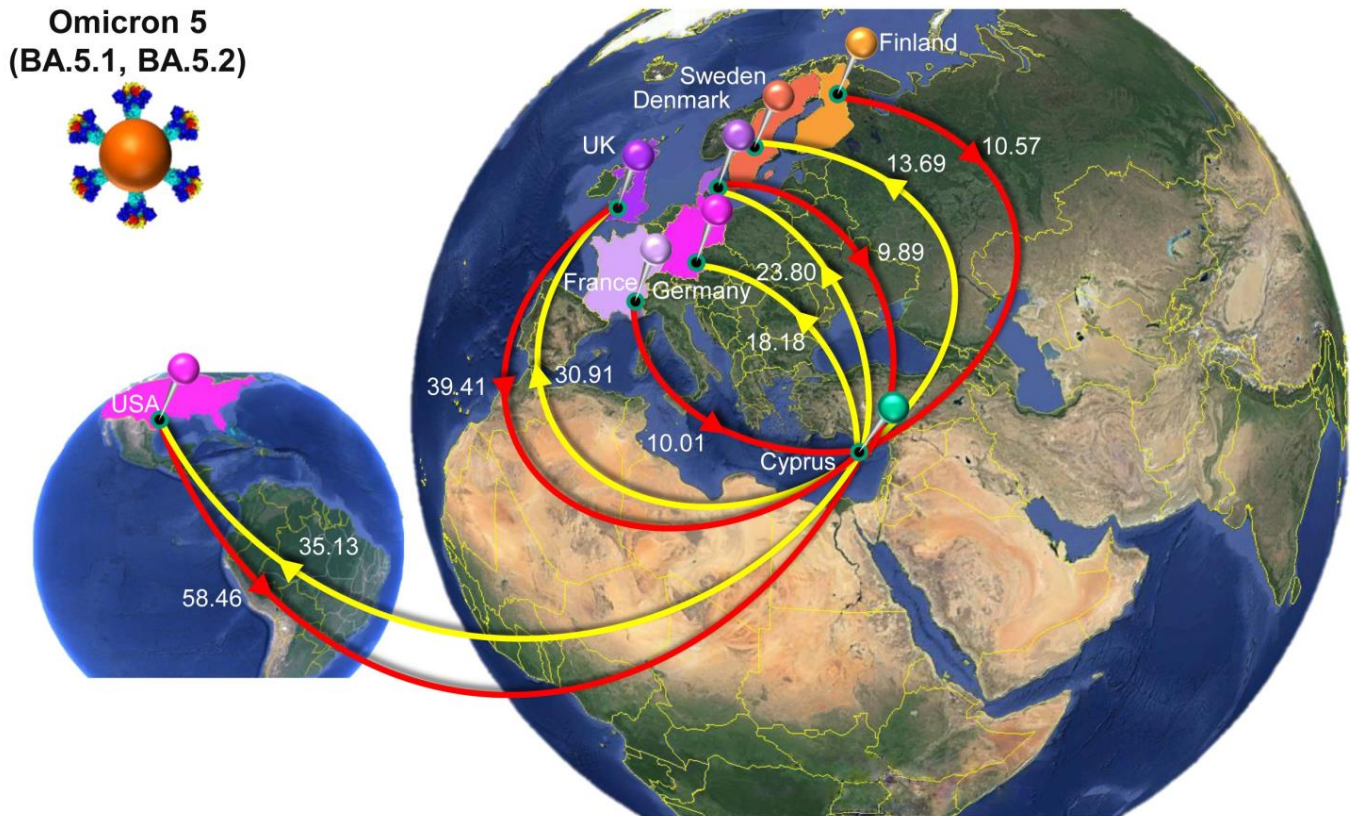 Omicron 5
(BA.5.1, BA.5.2)
Finland
Sweden
Denmark
UK
10.57
13.69
9.89
23.80
France
Germany
18.18
39.41
30.91
USA
10.01
Cyprus
35.13
58.46